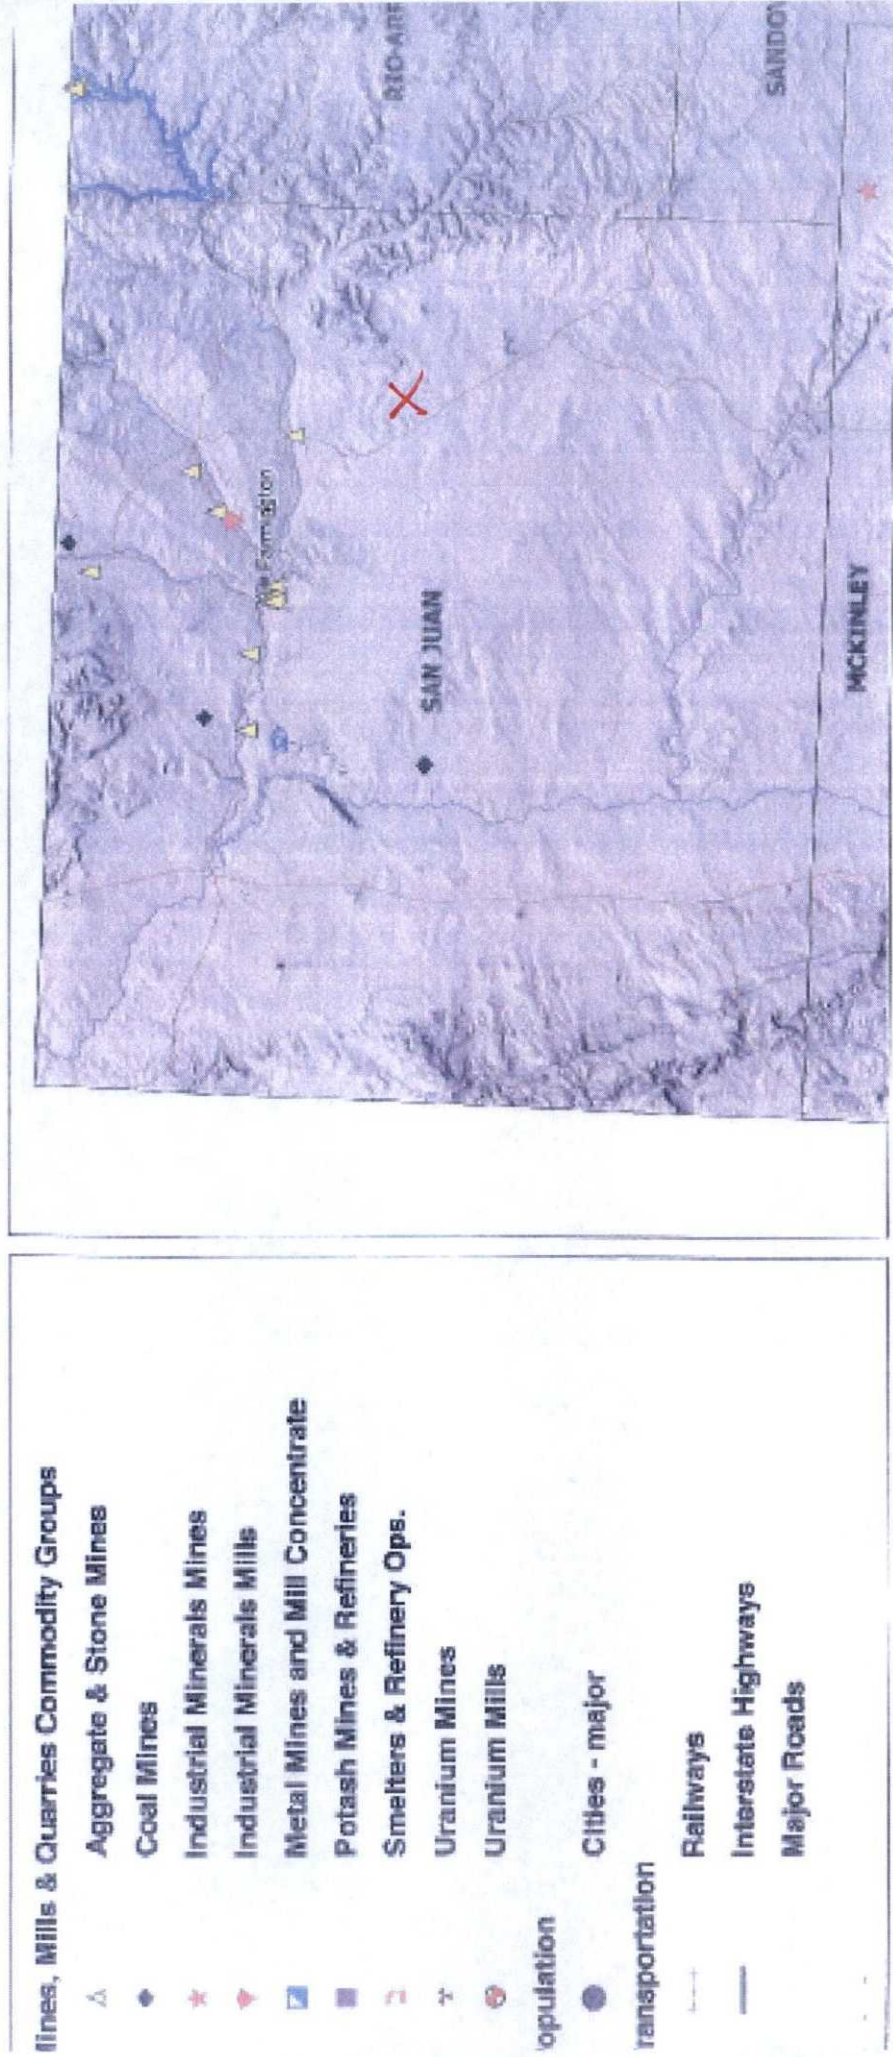 lines, Mills & Quarries Commodity Groups
Aggregate & Stone Mines
Coal Mines
Industrial Minerals Mines
Industrial Minerals Mills
Metal Mines and Mill Concentrate
Potash Mines & Refineries
Smelters & Refinery Ops.
Uranium Mines
Uranium Mills
opulation
Cities - major
ransportation
Railways
Interstate Highways
Major Roads
Farmington
SAN JUAN
MCKINLEY
RIO ARR
SANDOV